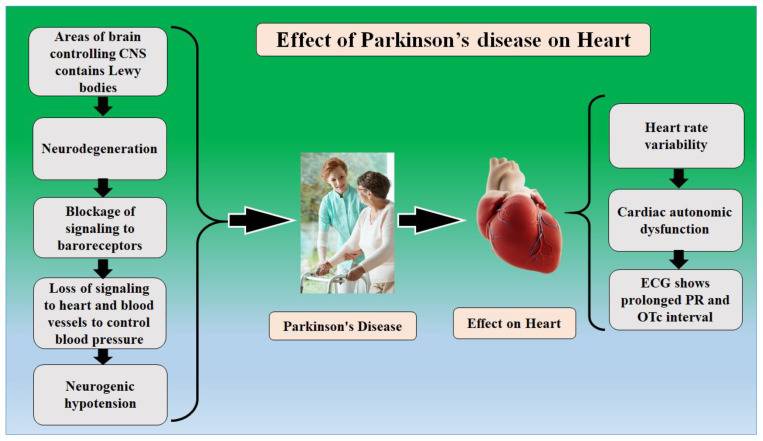 Effect of Parkinson's disease on Heart
Areas of brain
controlling CNS
contains Lewy
bodies
Neurodegeneration
Blockage of
signaling to
baroreceptors
Loss of signaling
to heart and blood
vessels to control
blood pressure
Neurogenic
hypotension
Parkinson's Disease
Effect on Heart
Heart rate
variability
Cardiac autonomic
dysfunction
ECG shows
prolonged PR and
OTc interval